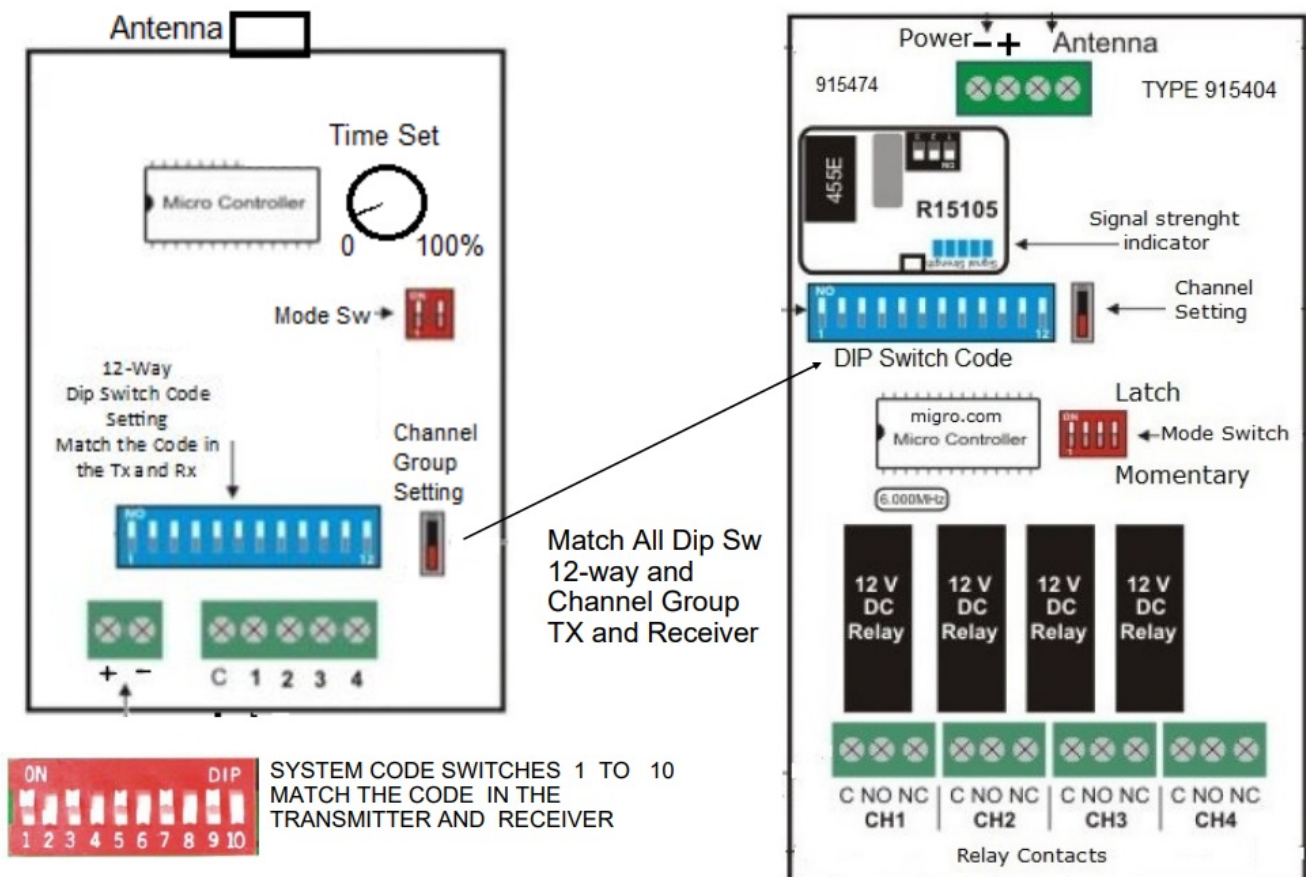 Antenna
Time Set
Micro Controller
0 100%
ON
Mode Sw
1
12-Way
Dip Switch Code
Setting
Match the Code in
the Tx and Rx
Channel
Group
Setting
NO
1 12
+ -
C 1 2 3 4
ON DIP
1 2 3 4 5 6 7 8 9 10
SYSTEM CODE SWITCHES 1 TO 10
MATCH THE CODE IN THE
TRANSMITTER AND RECEIVER
Match All Dip Sw
12-way and
Channel Group
TX and Receiver
Power - + Antenna
915474
TYPE 915404
455E
R15105
Signal Strength
Signal strenght
indicator
NO
1 12
Channel
Setting
DIP Switch Code
Latch
migro.com
Micro Controller
ON
1
Mode Switch
Momentary
6.000MHz
12 V
DC
Relay
12 V
DC
Relay
12 V
DC
Relay
12 V
DC
Relay
C NO NC C NO NC C NO NC C NO NC
CH1 CH2 CH3 CH4
Relay Contacts